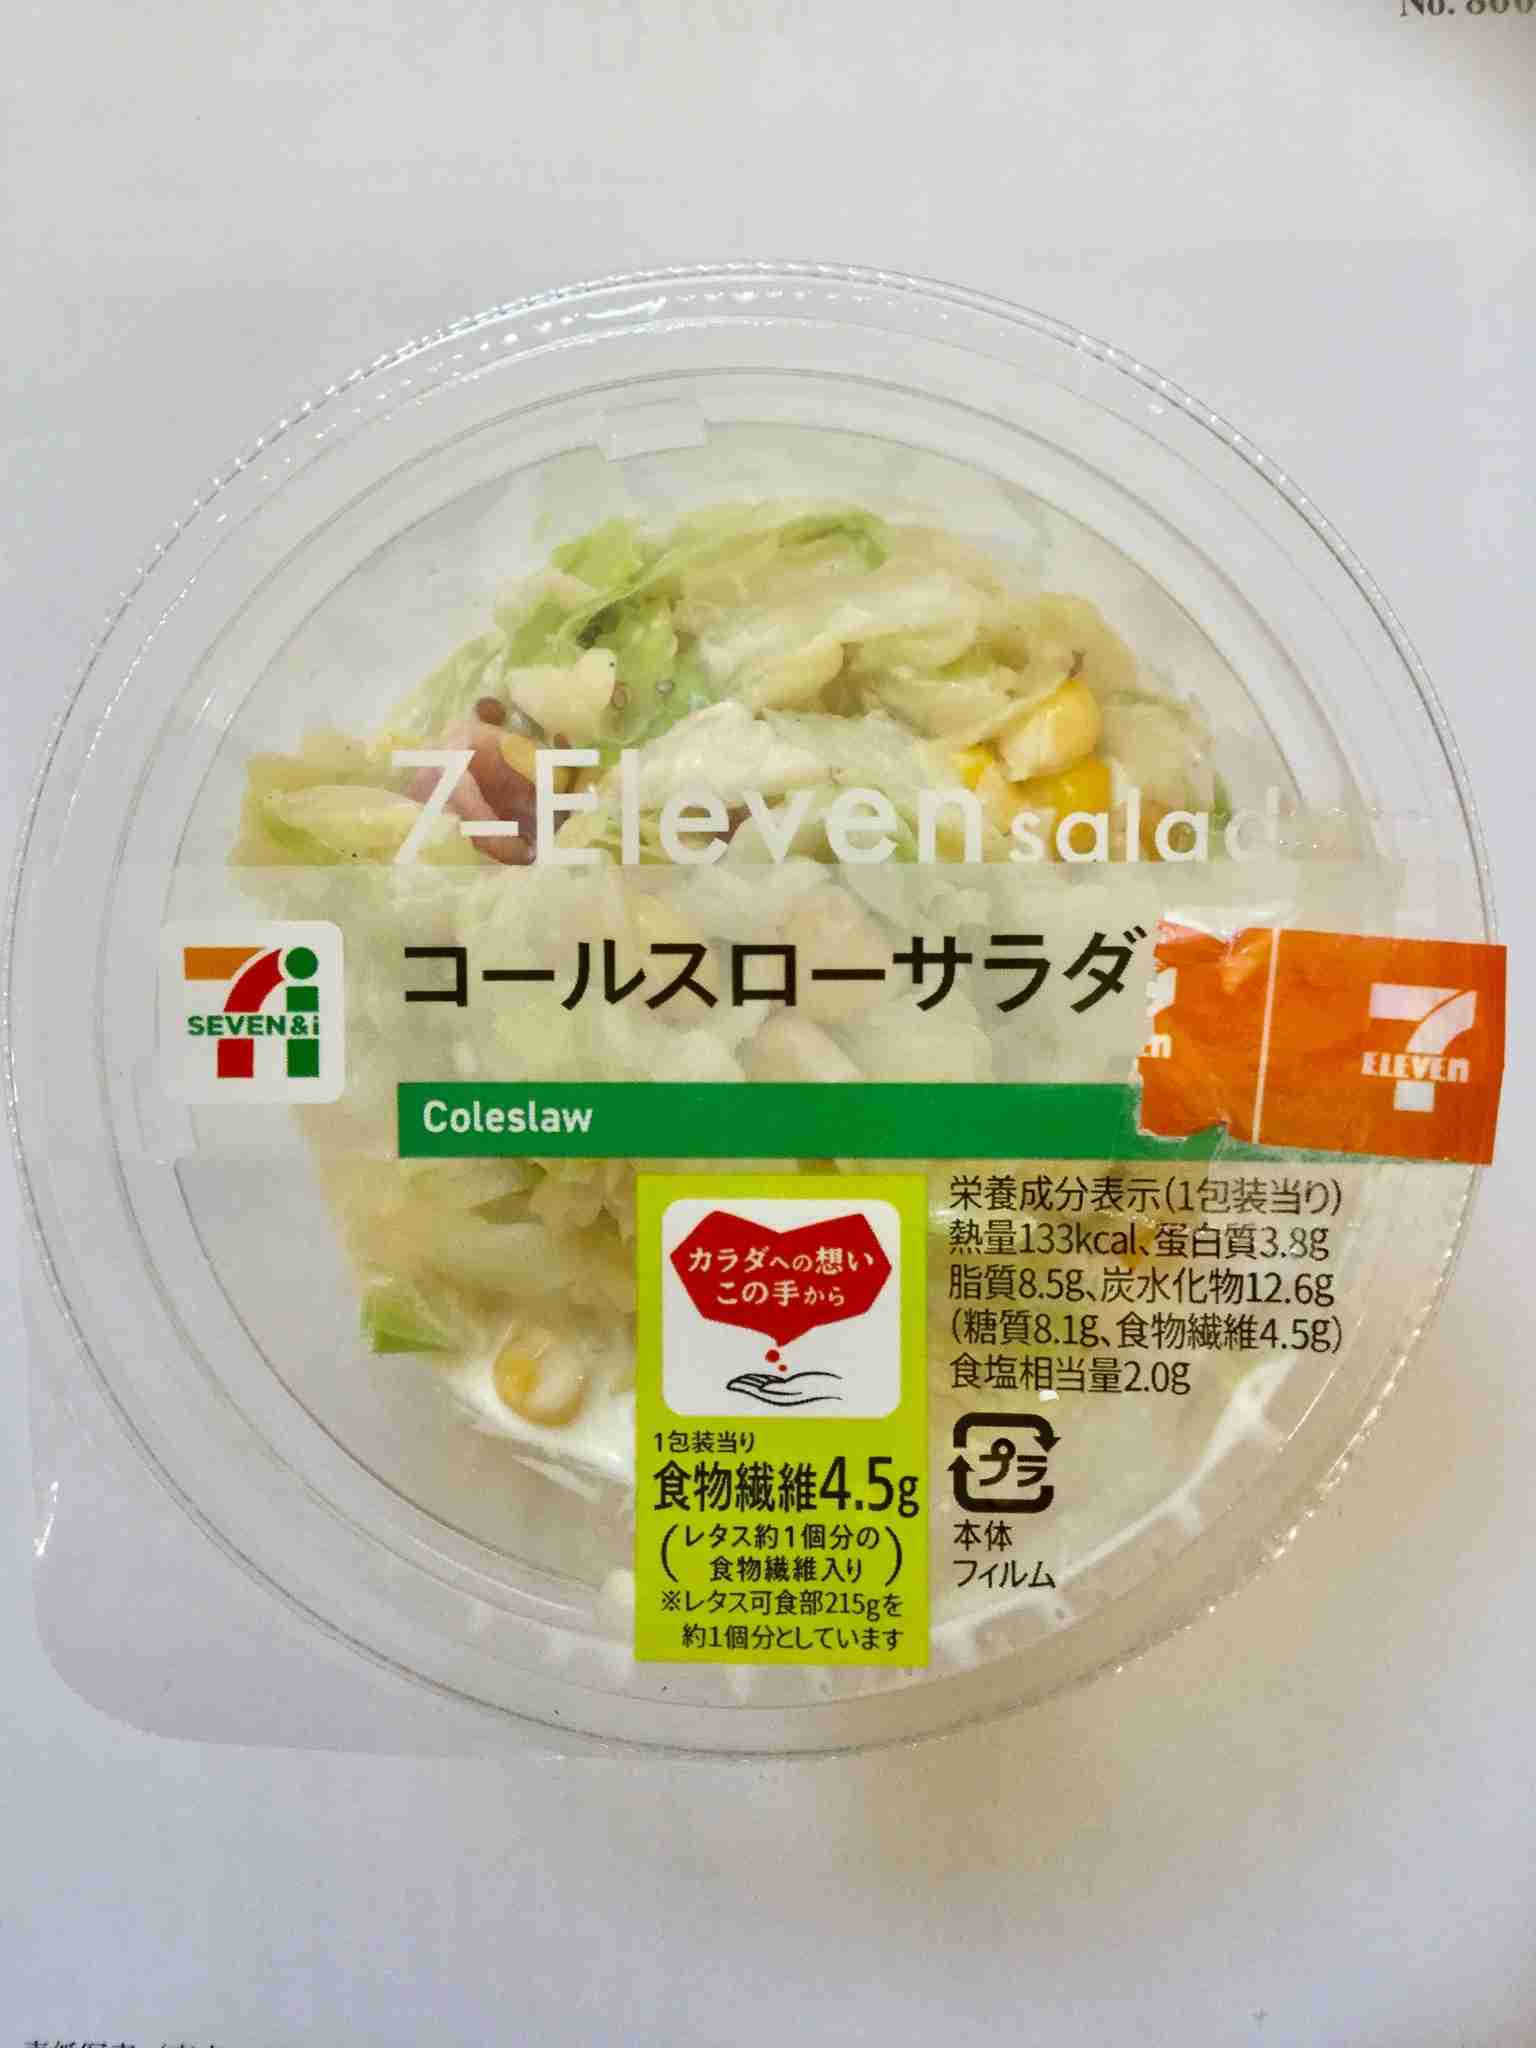 No. 800
7-Eleven salad
SEVEN&i
コールスローサラダ
ELEVEn
Coleslaw
カラダへの想い
この手から
1包装当り
食物繊維4.5g
(レタス約1個分の
食物繊維入り)
※レタス可食部215gを
約1個分としています
栄養成分表示(1包装当り)
熱量133kcal、蛋白質3.8g
脂質8.5g、炭水化物12.6g
(糖質8.1g、食物繊維4.5g)
食塩相当量2.0g
プラ
本体
フィルム